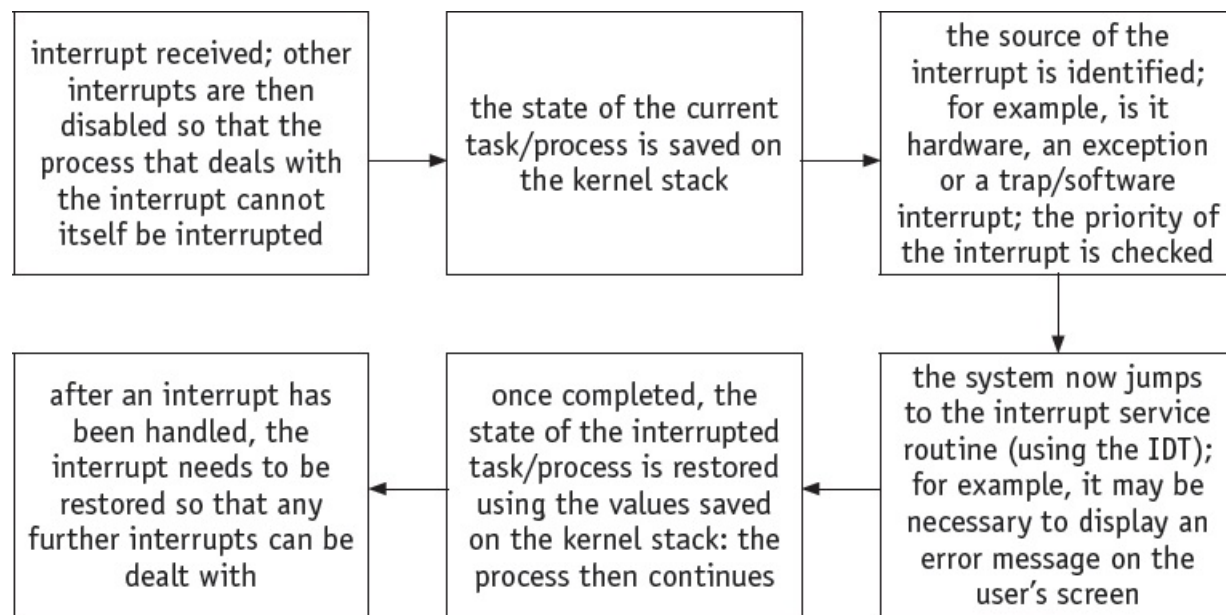 interrupt received; other
interrupts are then
disabled so that the
process that deals with
the interrupt cannot
itself be interrupted
the state of the current
task/process is saved on
the kernel stack
the source of the
interrupt is identified;
for example, is it
hardware, an exception
or a trap/software
interrupt; the priority of
the interrupt is checked
the system now jumps
to the interrupt service
routine (using the IDT);
for example, it may be
necessary to display an
error message on the
user's screen
once completed, the
state of the interrupted
task/process is restored
using the values saved
on the kernel stack: the
process then continues
after an interrupt has
been handled, the
interrupt needs to be
restored so that any
further interrupts can be
dealt with